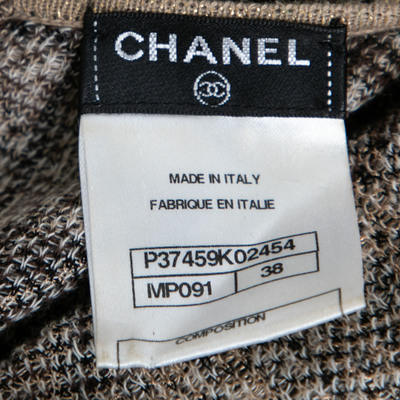 CHANEL
MADE IN ITALY
FABRIQUE EN ITALIE
P37459K02454
MP091 38
COMPOSITION